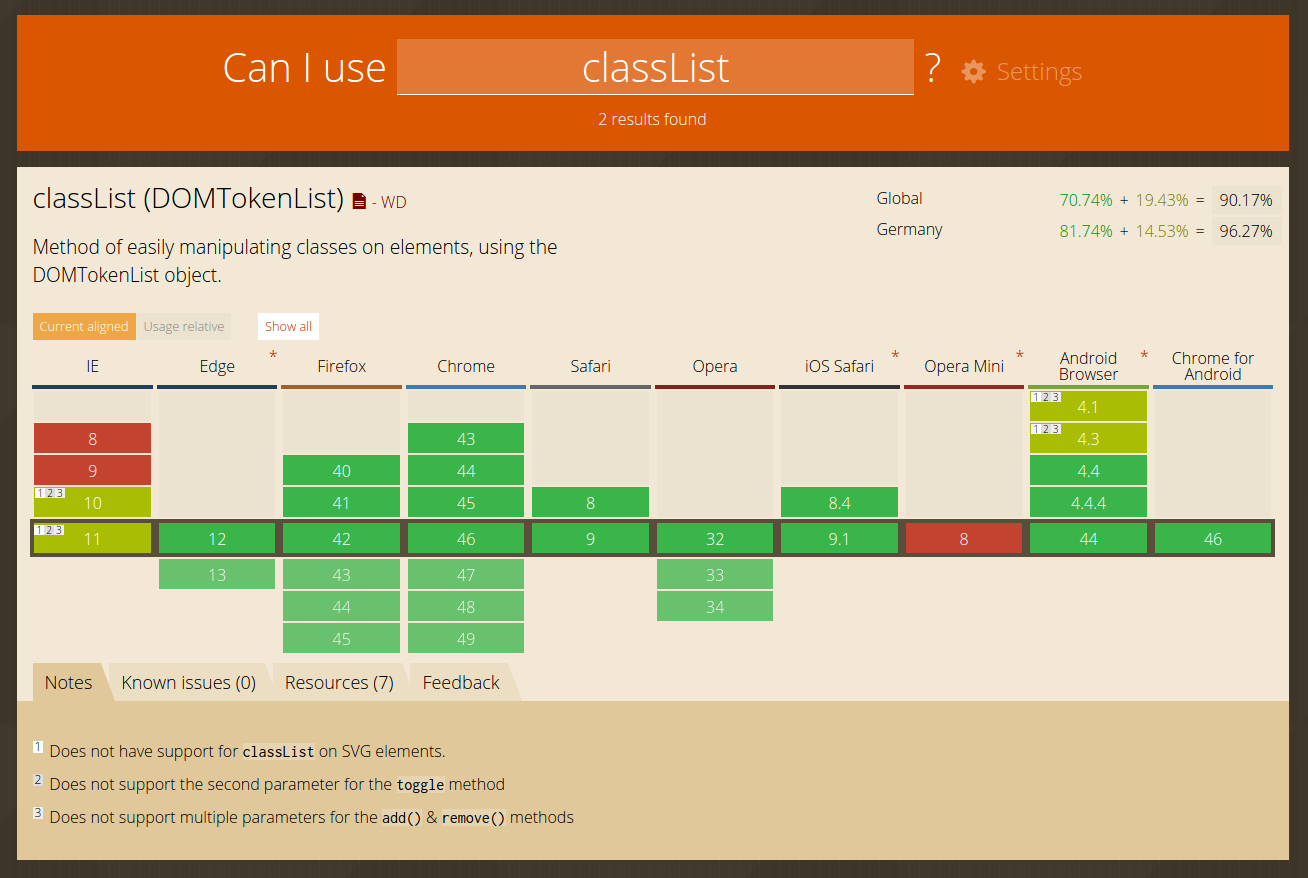 Can I use classList ? Settings
2 results found
classList (DOMTokenList) - WD
Global 70.74% + 19.43% = 90.17%
Germany 81.74% + 14.53% = 96.27%
Method of easily manipulating classes on elements, using the
DOMTokenList object.
Current aligned Usage relative Show all
IE Edge * Firefox Chrome Safari Opera iOS Safari * Opera Mini * Android Browser * Chrome for Android
1 2 3 4.1
8 43 1 2 3 4.3
9 40 44 4.4
1 2 3 10 41 45 8 8.4 4.4.4
1 2 3 11 12 42 46 9 32 9.1 8 44 46
13 43 47 33
44 48 34
45 49
Notes Known issues (0) Resources (7) Feedback
1 Does not have support for classList on SVG elements.
2 Does not support the second parameter for the toggle method
3 Does not support multiple parameters for the add() & remove() methods